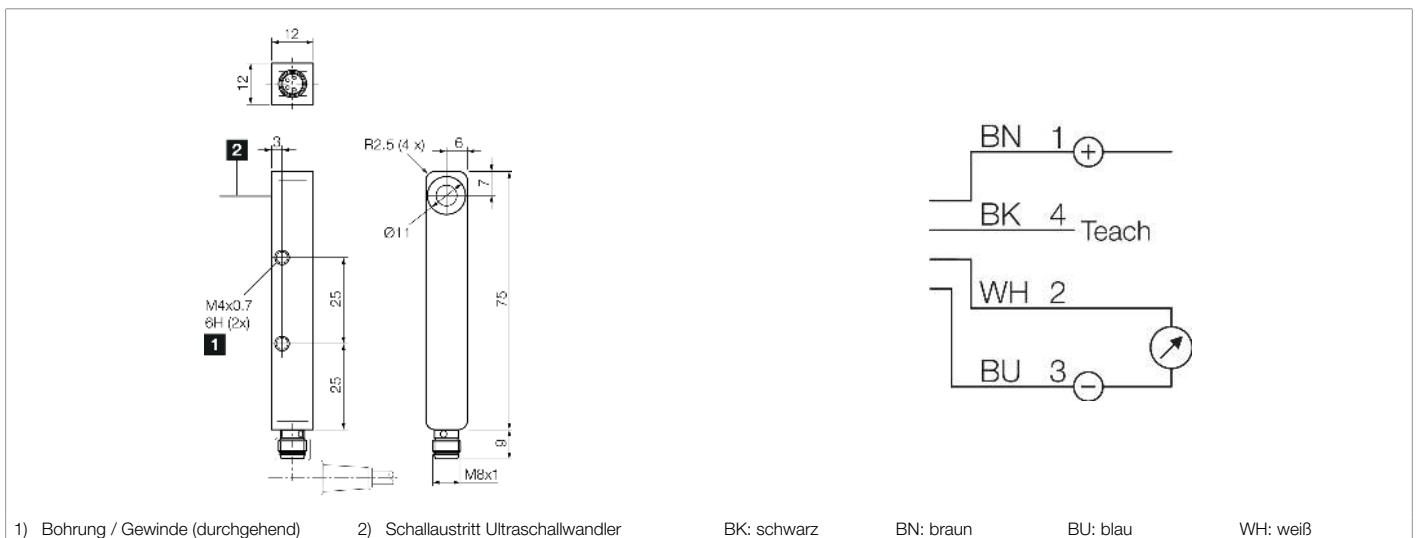 12
12
2
3
R2.5 (4 x)
6
7
Ø11
M4x0.7
6H (2x)
1
25
25
75
9
M8x1
BN 1 +
BK 4 Teach
WH 2
BU 3 −
1) Bohrung / Gewinde (durchgehend) 2) Schallaustritt Ultraschallwandler BK: schwarz BN: braun BU: blau WH: weiß